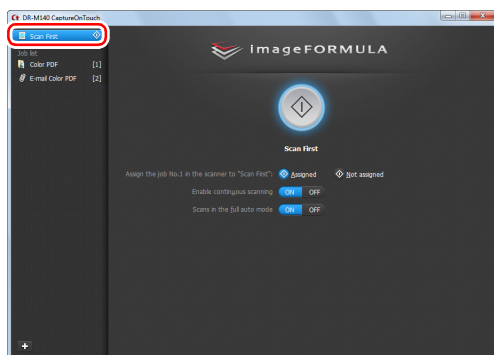 Ct DR-M140 CaptureOnTouch
Scan First
Job list
Color PDF [1]
E-mail Color PDF [2]
imageFORMULA
Scan First
Assign the job No.1 in the scanner to "Scan First": Assigned Not assigned
Enable continuous scanning ON OFF
Scans in the full auto mode ON OFF